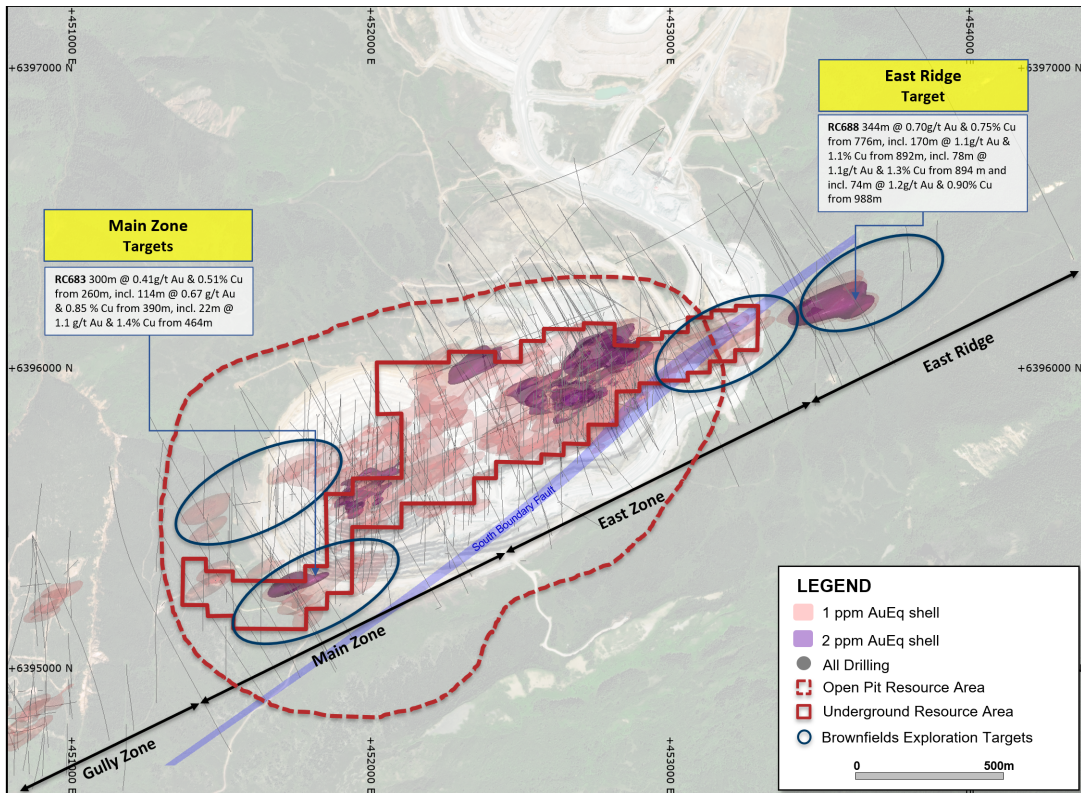 +451000 E
+452000 E
+453000 E
+454000 E
+6397000 N
+6397000 N
East Ridge
Target
RC688 344m @ 0.70g/t Au & 0.75% Cu
from 776m, incl. 170m @ 1.1g/t Au &
1.1% Cu from 892m, incl. 78m @
1.1g/t Au & 1.3% Cu from 894 m and
incl. 74m @ 1.2g/t Au & 0.90% Cu
from 988m
Main Zone
Targets
RC683 300m @ 0.41g/t Au & 0.51% Cu
from 260m, incl. 114m @ 0.67 g/t Au
& 0.85 % Cu from 390m, incl. 22m @
1.1 g/t Au & 1.4% Cu from 464m
+6396000 N
+6396000 N
East Ridge
East Zone
South Boundary Fault
Main Zone
Gully Zone
+6395000 N
LEGEND
1 ppm AuEq shell
2 ppm AuEq shell
All Drilling
Open Pit Resource Area
Underground Resource Area
Brownfields Exploration Targets
0 500m
+451000 E
+452000 E
+453000 E